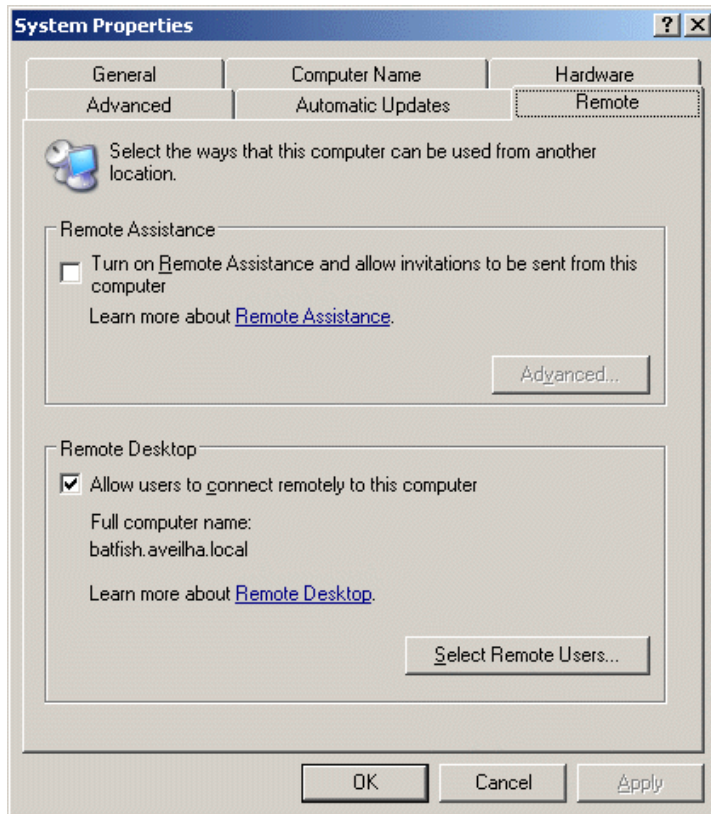 System Properties
General
Computer Name
Hardware
Advanced
Automatic Updates
Remote
Select the ways that this computer can be used from another
location.
Remote Assistance
Turn on Remote Assistance and allow invitations to be sent from this
computer
Learn more about Remote Assistance.
Advanced...
Remote Desktop
Allow users to connect remotely to this computer
Full computer name:
batfish.aveilha.local
Learn more about Remote Desktop.
Select Remote Users...
OK
Cancel
Apply